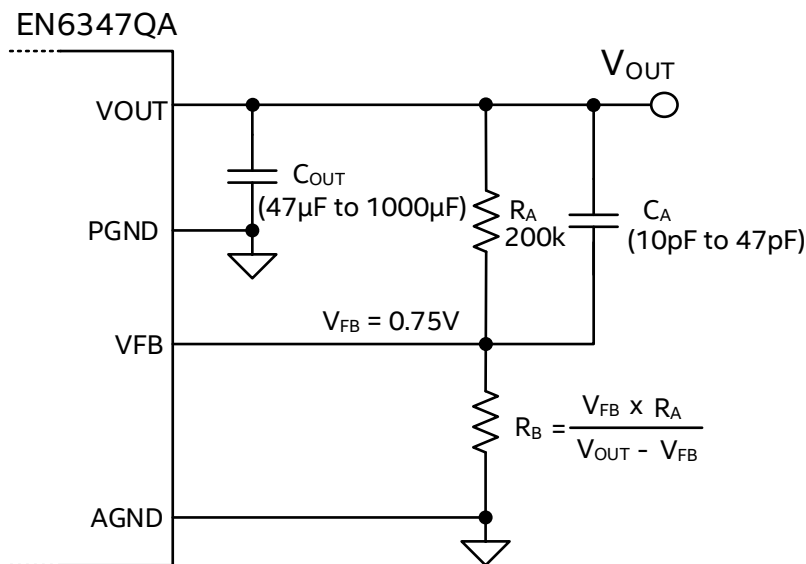 EN6347QA
VOUT
VOUT
COUT
(47µF to 1000µF)
RA
200k
CA
(10pF to 47pF)
PGND
VFB = 0.75V
VFB
RB = VFB x RA
VOUT - VFB
AGND